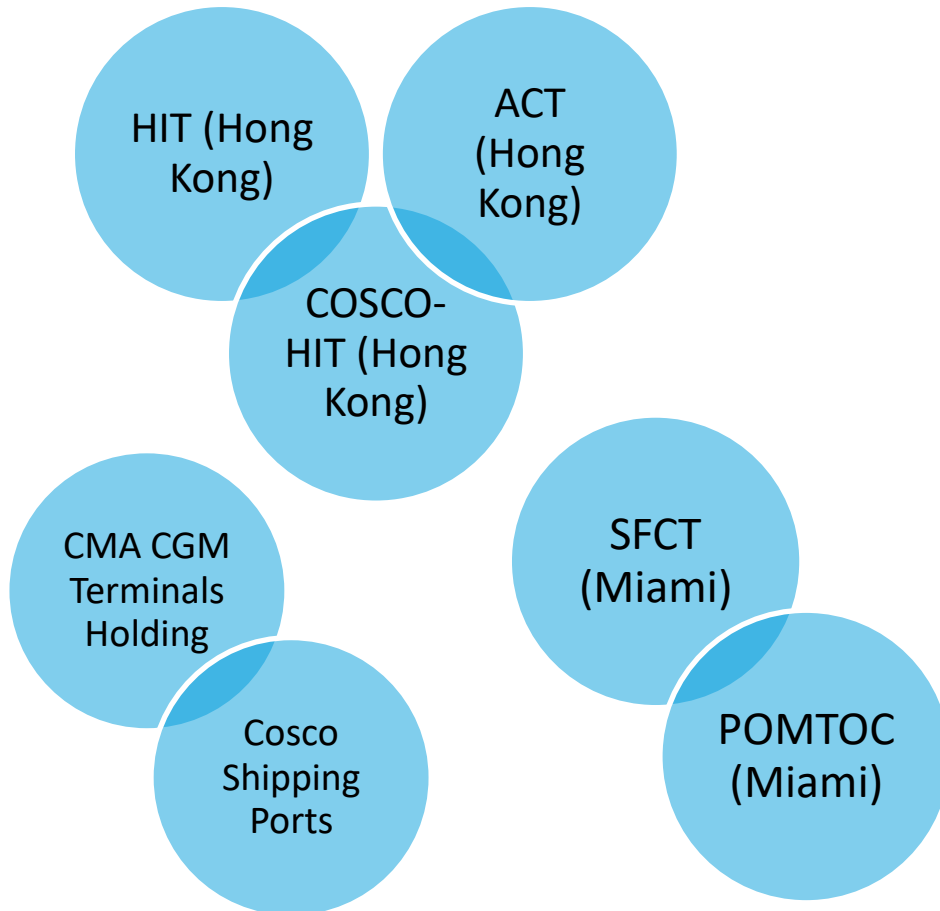 HIT (Hong
Kong)
ACT
(Hong
Kong)
COSCO-
HIT (Hong
Kong)
CMA CGM
Terminals
Holding
Cosco
Shipping
Ports
SFCT
(Miami)
POMTOC
(Miami)